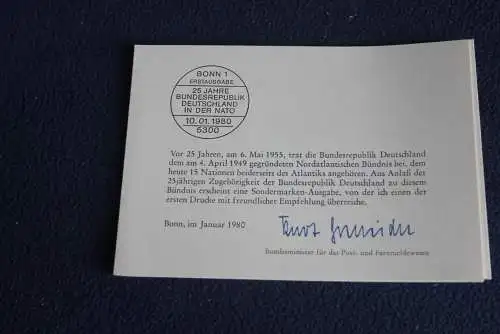 BONN 1
ERSTAUSGABE
25 JAHRE
BUNDESREPUBLIK
DEUTSCHLAND
IN DER NATO
10.01.1980
5300
Vor 25 Jahren, am 6. Mai 1955, trat die Bundesrepublik Deutschland
dem am 4. April 1949 gegründeten Nordatlantischen Bündnis bei, dem
heute 15 Nationen beiderseits des Atlantiks angehören. Aus Anlaß der
25jährigen Zugehörigkeit der Bundesrepublik Deutschland zu diesem
Bündnis erscheint eine Sondermarken-Ausgabe, von der ich einen der
ersten Drucke mit freundlicher Empfehlung überreiche.
Bonn, im Januar 1980
Kurt Gscheidle
Bundesminister für das Post- und Fernmeldewesen